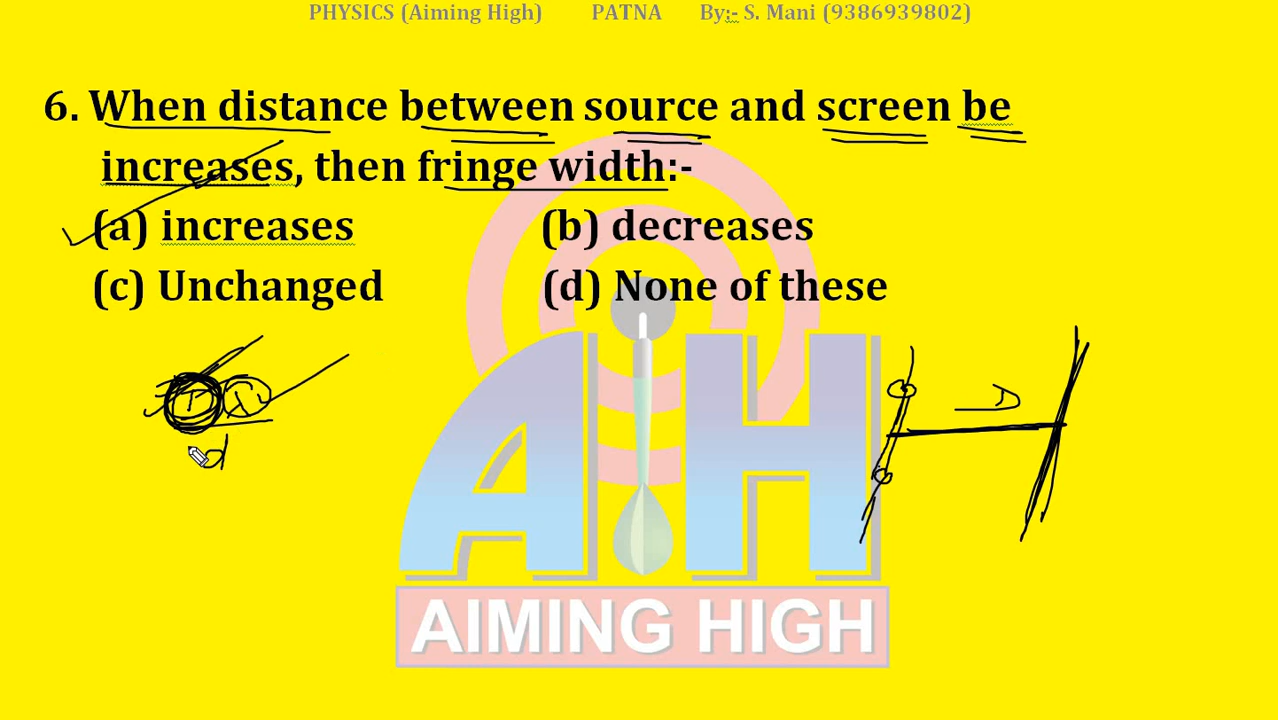 PHYSICS (Aiming High) PATNA By:- S. Mani (9386939802)
6. When distance between source and screen be
increases, then fringe width:-
(a) increases (b) decreases
(c) Unchanged (d) None of these
D
d
AH
AIMING HIGH